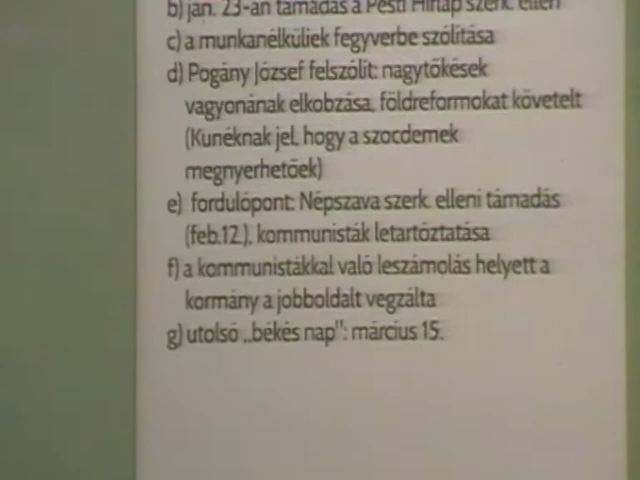 b) jan. 23-án támadás a Pesti Hírlap szerk. ellen
c) a munkanélküliek fegyverbe szólítása
d) Pogány József felszólít: nagytőkések
vagyonának elkobzása, földreformokat követelt
(Kunéknak jel, hogy a szocdemek
megnyerhetőek)
e) fordulópont: Népszava szerk. elleni támadás
(feb.12.), kommunisták letartóztatása
f) a kommunistákkal való leszámolás helyett a
kormány a jobboldalt vegzálta
g) utolsó „békés nap": március 15.